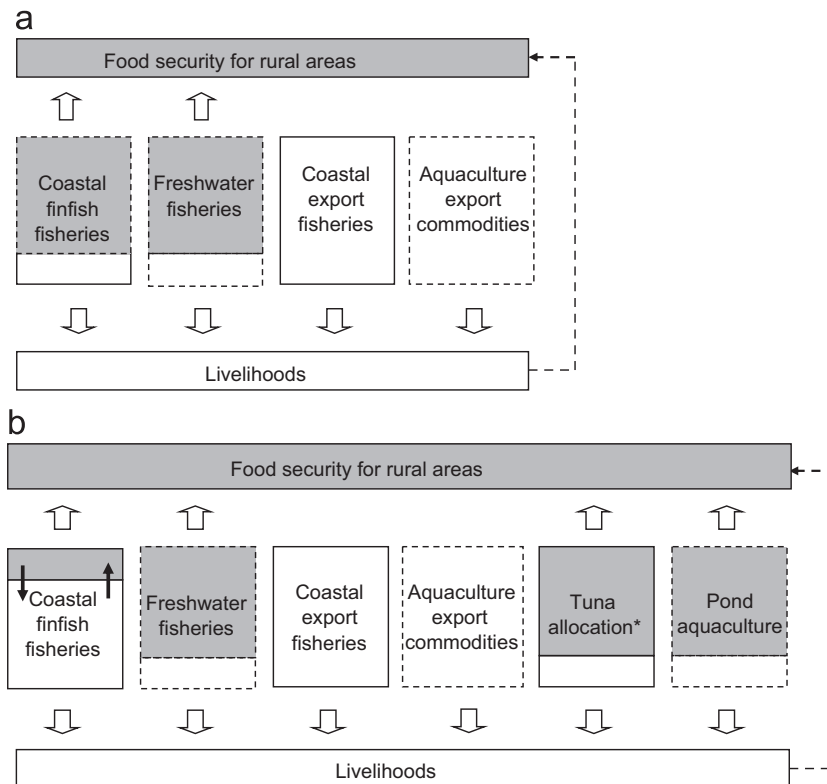 a
Food security for rural areas
Coastal
finfish
fisheries
Freshwater
fisheries
Coastal
export
fisheries
Aquaculture
export
commodities
Livelihoods
b
Food security for rural areas
Coastal
finfish
fisheries
Freshwater
fisheries
Coastal
export
fisheries
Aquaculture
export
commodities
Tuna
allocation*
Pond
aquaculture
Livelihoods